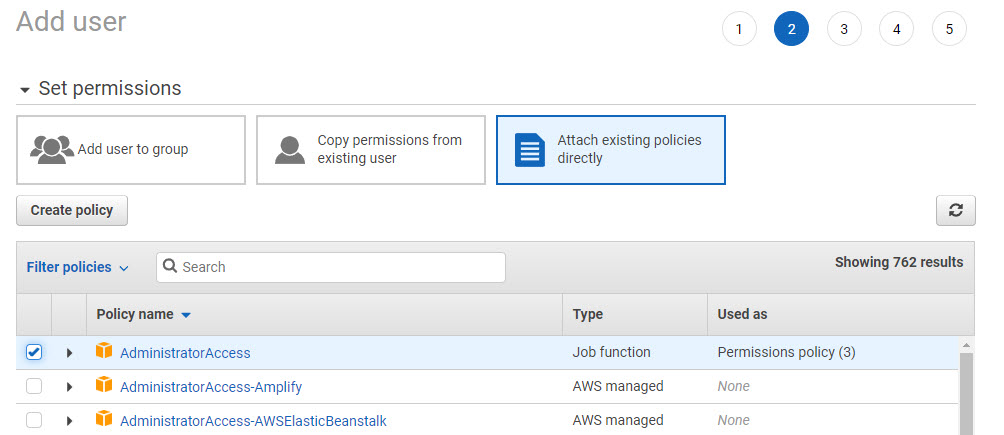 Add user
1 2 3 4 5
Set permissions
Add user to group
Copy permissions from
existing user
Attach existing policies
directly
Create policy
Filter policies
Search
Showing 762 results
Policy name Type Used as
AdministratorAccess Job function Permissions policy (3)
AdministratorAccess-Amplify AWS managed None
AdministratorAccess-AWSElasticBeanstalk AWS managed None